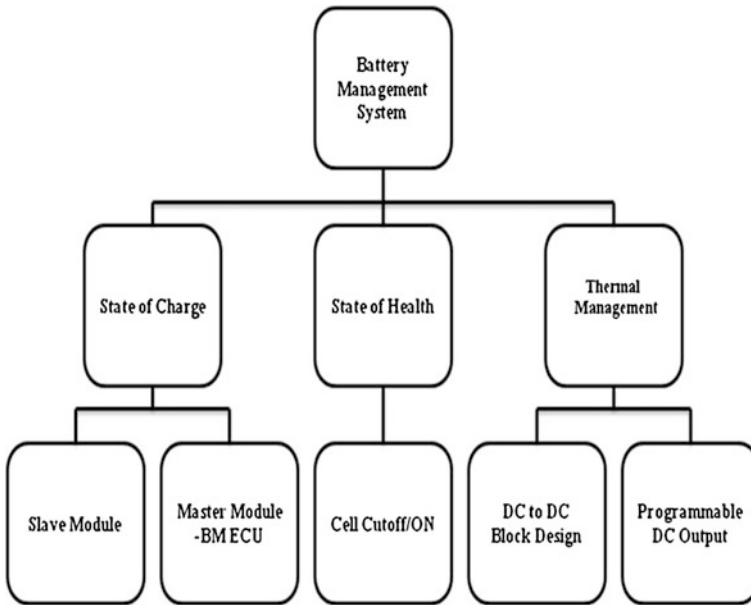 Battery
Management
System
State of Charge
State of Health
Thermal
Management
Slave Module
Master Module
-BM ECU
Cell Cutoff/ON
DC to DC
Block Design
Programmable
DC Output